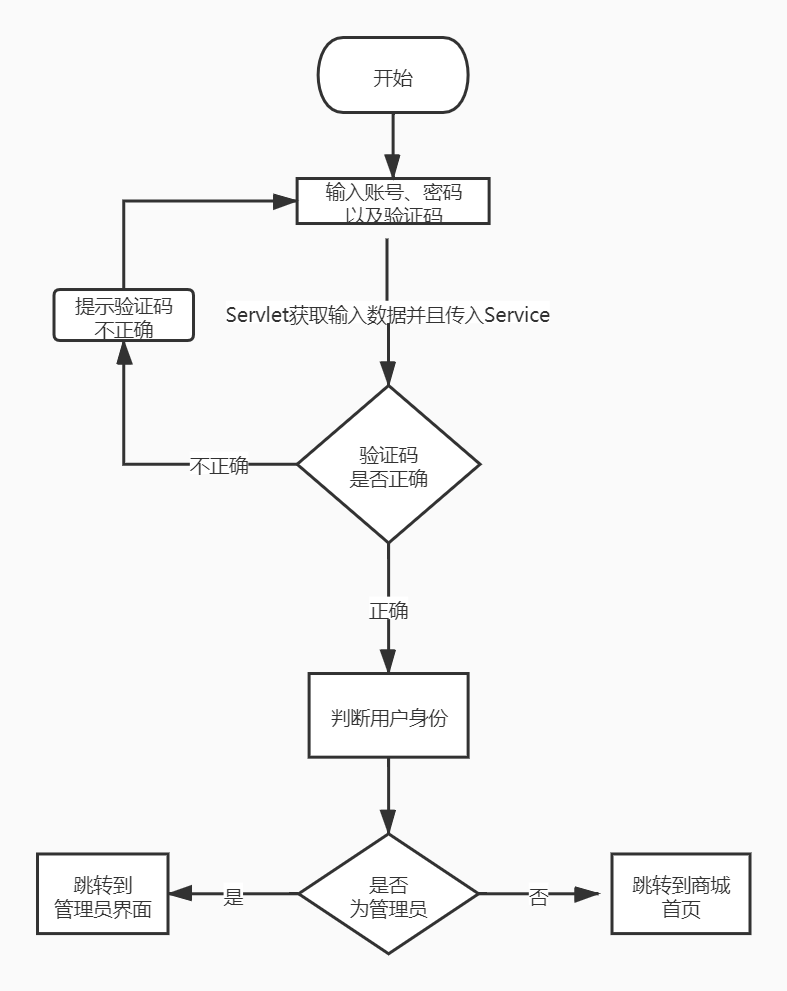 开始
输入账号、密码
以及验证码
提示验证码
不正确
Servlet获取输入数据并且传入Service
验证码
是否正确
不正确
正确
判断用户身份
跳转到
管理员界面
是
是否
为管理员
否
跳转到商城
首页